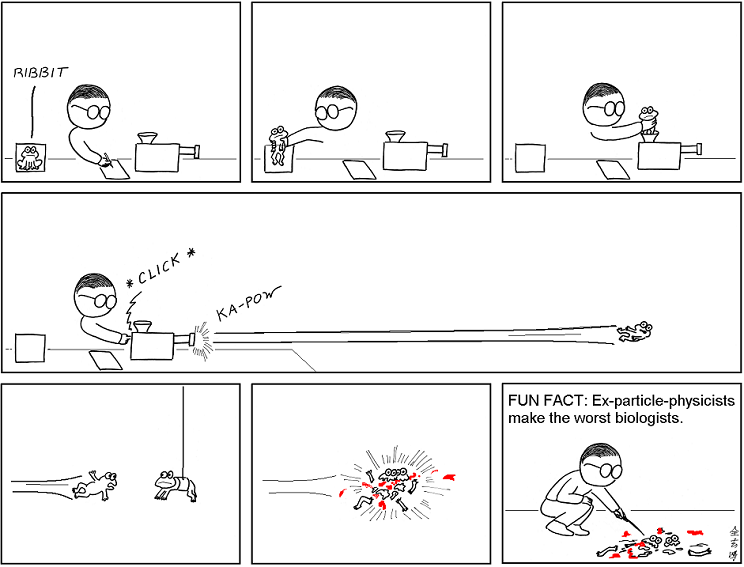 RIBBIT
*CLICK*
KA-POW
FUN FACT: Ex-particle-physicists
make the worst biologists.